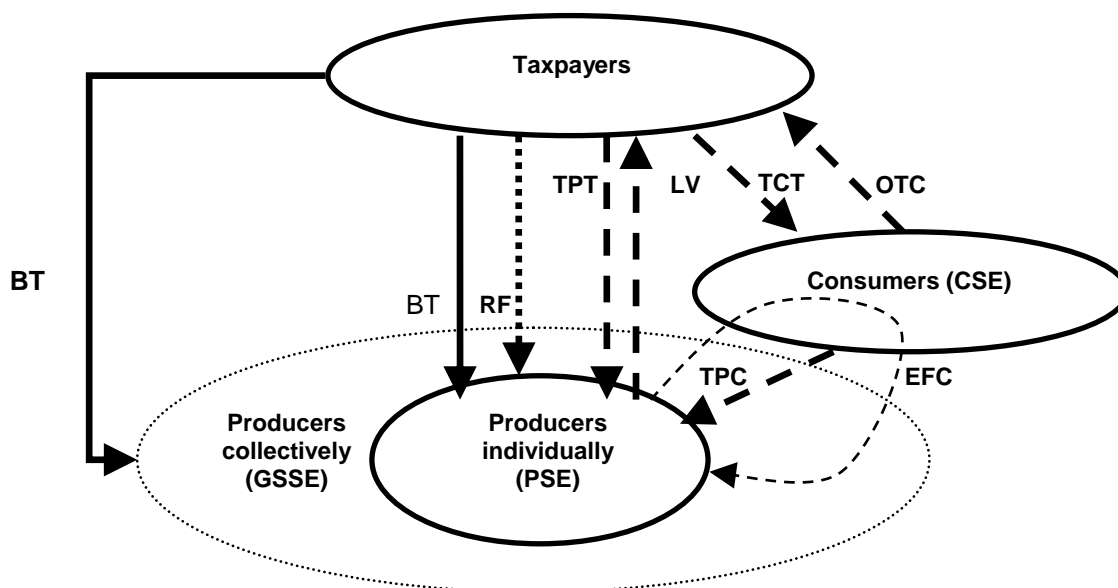 Taxpayers
TPT
LV
TCT
OTC
BT
Consumers (CSE)
BT
RF
TPC
EFC
Producers
collectively
(GSSE)
Producers
individually
(PSE)